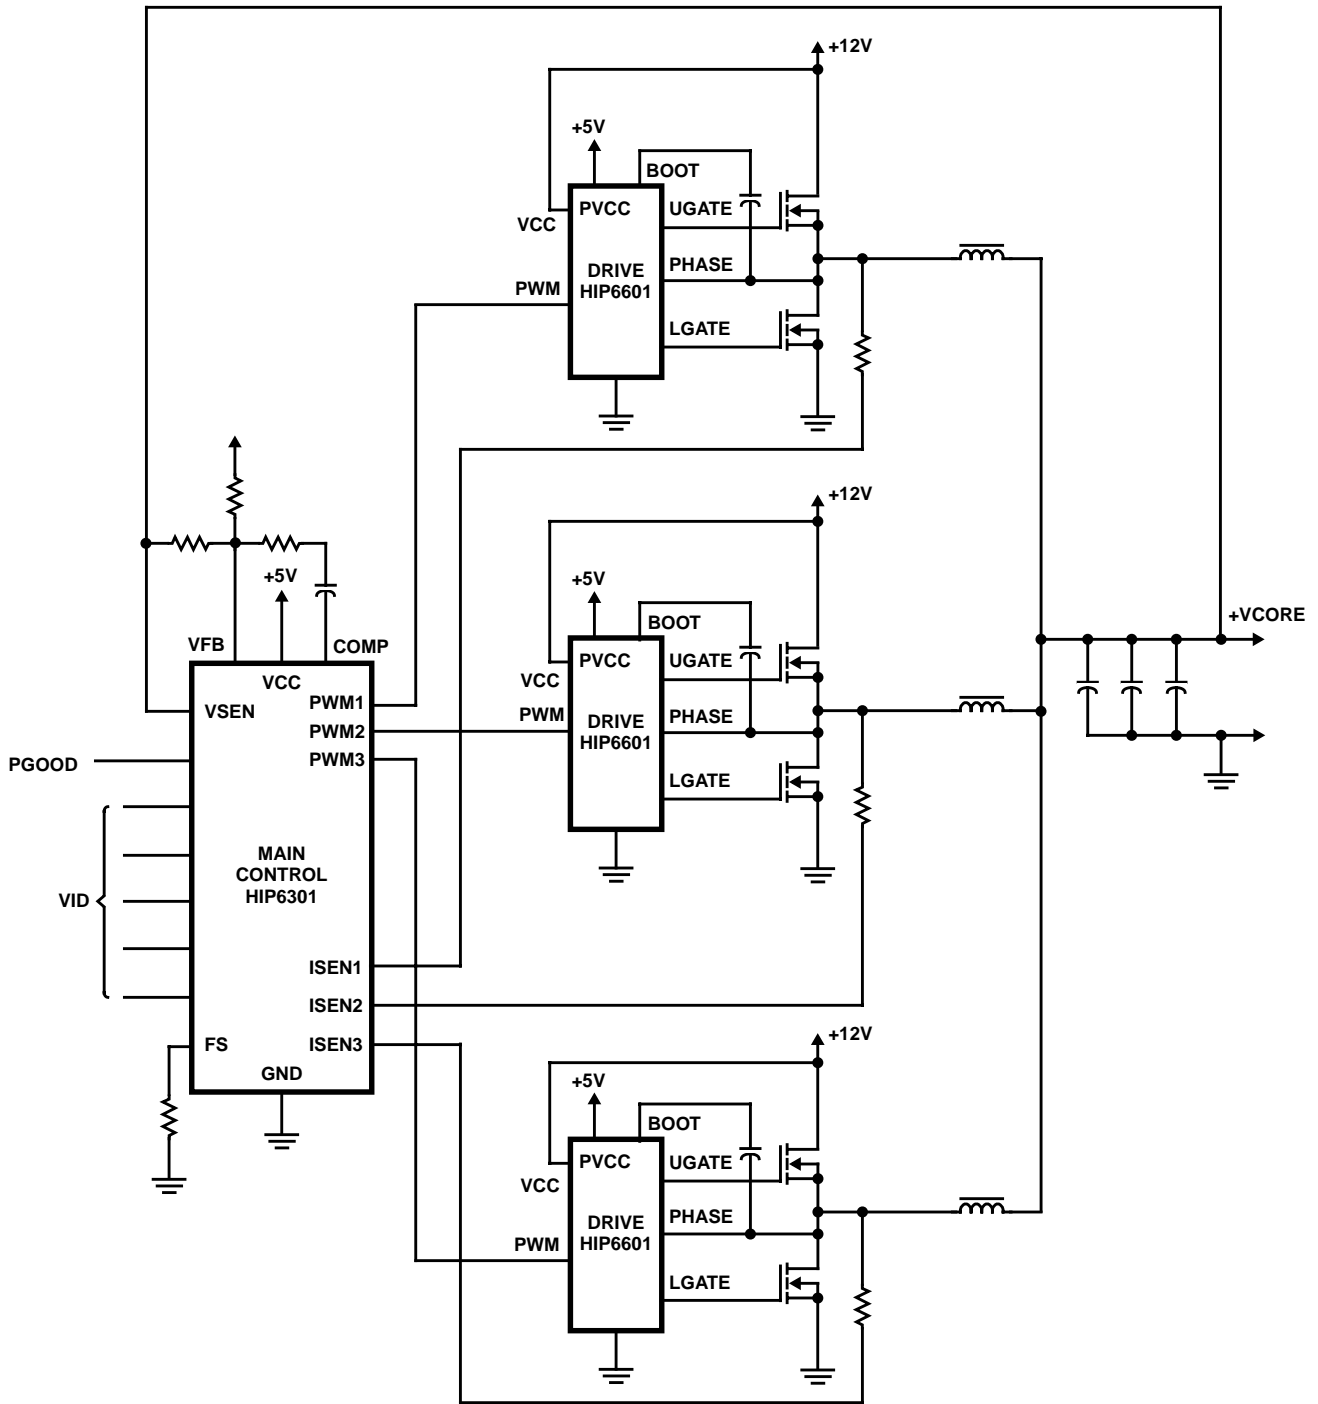 +12V
+5V
BOOT
PVCC
UGATE
VCC
DRIVE
HIP6601
PHASE
PWM
LGATE
+12V
+5V
BOOT
PVCC
UGATE
VCC
DRIVE
HIP6601
PHASE
PWM
LGATE
+5V
VFB
COMP
VCC
VSEN
PWM1
PWM2
PWM3
PGOOD
MAIN
CONTROL
HIP6301
VID
ISEN1
ISEN2
ISEN3
FS
GND
+VCORE
+12V
+5V
BOOT
PVCC
UGATE
VCC
DRIVE
HIP6601
PHASE
PWM
LGATE